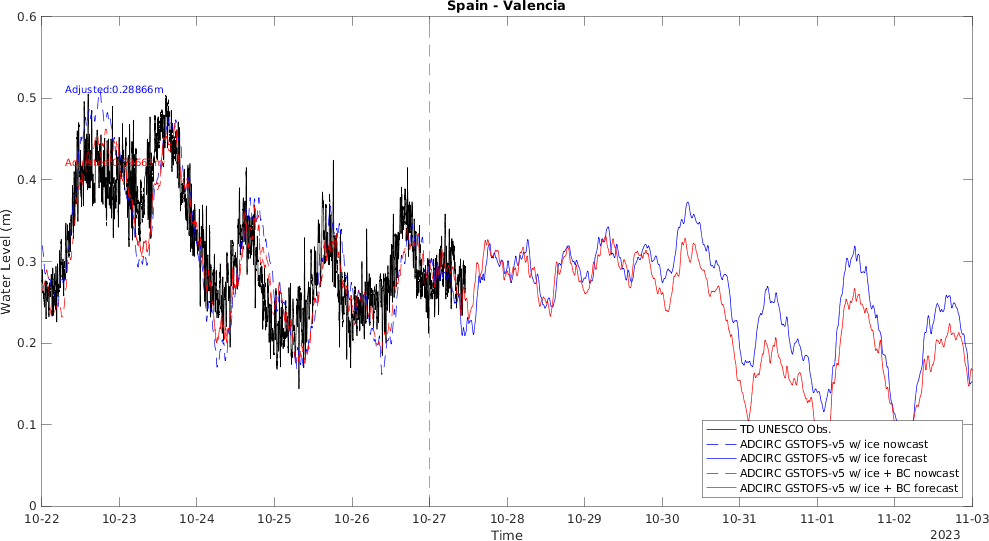 Spain - Valencia
0.6
0.5
0.4
0.3
0.2
0.1
0
Water Level (m)
Adjusted:0.28866m
TD UNESCO Obs.
ADCIRC GSTOFS-v5 w/ ice nowcast
ADCIRC GSTOFS-v5 w/ ice forecast
ADCIRC GSTOFS-v5 w/ ice + BC nowcast
ADCIRC GSTOFS-v5 w/ ice + BC forecast
10-22 10-23 10-24 10-25 10-26 10-27 10-28 10-29 10-30 10-31 11-01 11-02 11-03
Time
2023